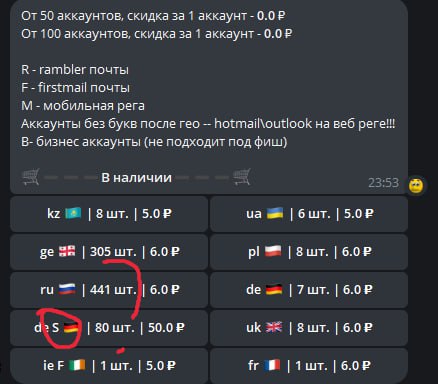 От 50 аккаунтов, скидка за 1 аккаунт - 0.0 ₽
От 100 аккаунтов, скидка за 1 аккаунт - 0.0 ₽
R - rambler почты
F - firstmail почты
M - мобильная рега
Аккаунты без букв после гео -- hotmail\outlook на веб реге!!!
B- бизнес аккаунты (не подходит под фиш)
В наличии
23:53
kz | 8 шт. | 5.0 ₽
ua | 6 шт. | 5.0 ₽
ge | 305 шт. | 6.0 ₽
pl | 8 шт. | 6.0 ₽
ru | 441 шт. | 6.0 ₽
de | 7 шт. | 6.0 ₽
de S | 80 шт. | 50.0 ₽
uk | 8 шт. | 6.0 ₽
ie F | 1 шт. | 5.0 ₽
fr | 1 шт. | 6.0 ₽